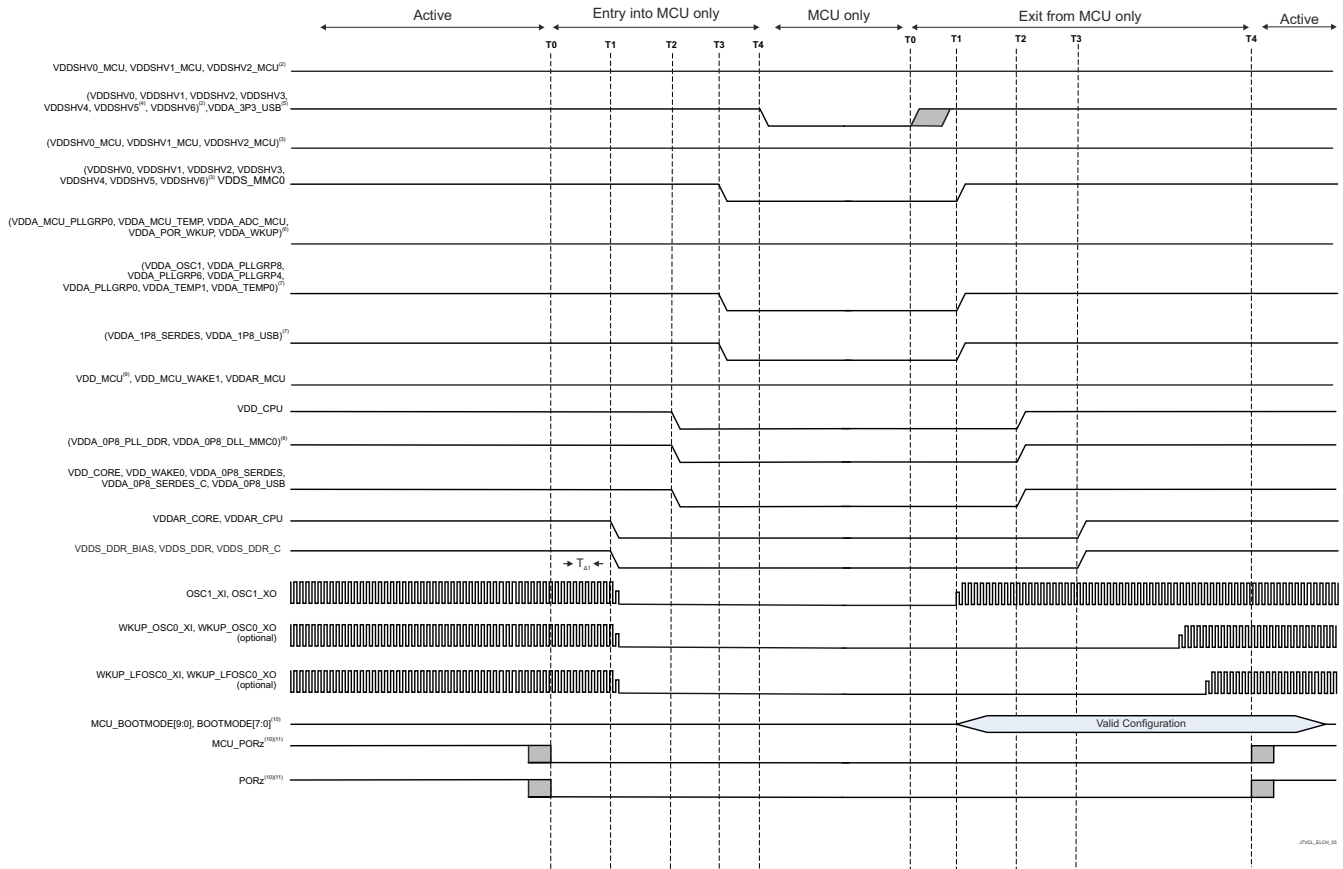 Active
Entry into MCU only
MCU only
Exit from MCU only
Active
T0 T1 T2 T3 T4 T0 T1 T2 T3 T4
VDDSHV0_MCU, VDDSHV1_MCU, VDDSHV2_MCU(2)
(VDDSHV0, VDDSHV1, VDDSHV2, VDDSHV3,
VDDSHV4, VDDSHV5(4), VDDSHV6)(2),VDDA_3P3_USB(5)
(VDDSHV0_MCU, VDDSHV1_MCU, VDDSHV2_MCU)(3)
(VDDSHV0, VDDSHV1, VDDSHV2, VDDSHV3,
VDDSHV4, VDDSHV5, VDDSHV6)(3) VDDS_MMC0
(VDDA_MCU_PLLGRP0, VDDA_MCU_TEMP, VDDA_ADC_MCU,
VDDA_POR_WKUP, VDDA_WKUP)(6)
(VDDA_OSC1, VDDA_PLLGRP8,
VDDA_PLLGRP6, VDDA_PLLGRP4,
VDDA_PLLGRP0, VDDA_TEMP1, VDDA_TEMP0)(7)
(VDDA_1P8_SERDES, VDDA_1P8_USB)(7)
VDD_MCU(9), VDD_MCU_WAKE1, VDDAR_MCU
VDD_CPU
(VDDA_0P8_PLL_DDR, VDDA_0P8_DLL_MMC0)(8)
VDD_CORE, VDD_WAKE0, VDDA_0P8_SERDES,
VDDA_0P8_SERDES_C, VDDA_0P8_USB
VDDAR_CORE, VDDAR_CPU
VDDS_DDR_BIAS, VDDS_DDR, VDDS_DDR_C
TΔ1
OSC1_XI, OSC1_XO
WKUP_OSC0_XI, WKUP_OSC0_XO
(optional)
WKUP_LFOSC0_XI, WKUP_LFOSC0_XO
(optional)
MCU_BOOTMODE[9:0], BOOTMODE[7:0](10)
Valid Configuration
MCU_PORz(10)(11)
PORz(10)(11)
J7VCL_ELCH_05